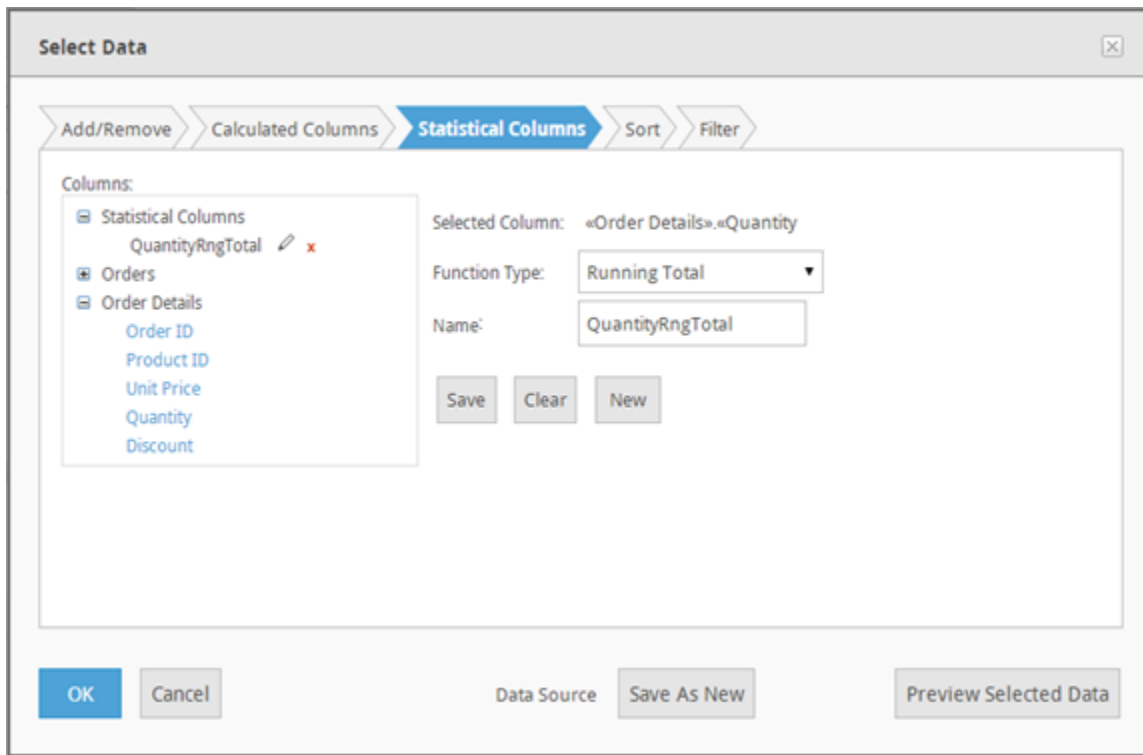 Select Data
Add/Remove Calculated Columns Statistical Columns Sort Filter
Columns:
Statistical Columns
QuantityRngTotal x
Orders
Order Details
Order ID
Product ID
Unit Price
Quantity
Discount
Selected Column: «Order Details».«Quantity
Function Type: Running Total
Name: QuantityRngTotal
Save Clear New
OK Cancel Data Source Save As New Preview Selected Data